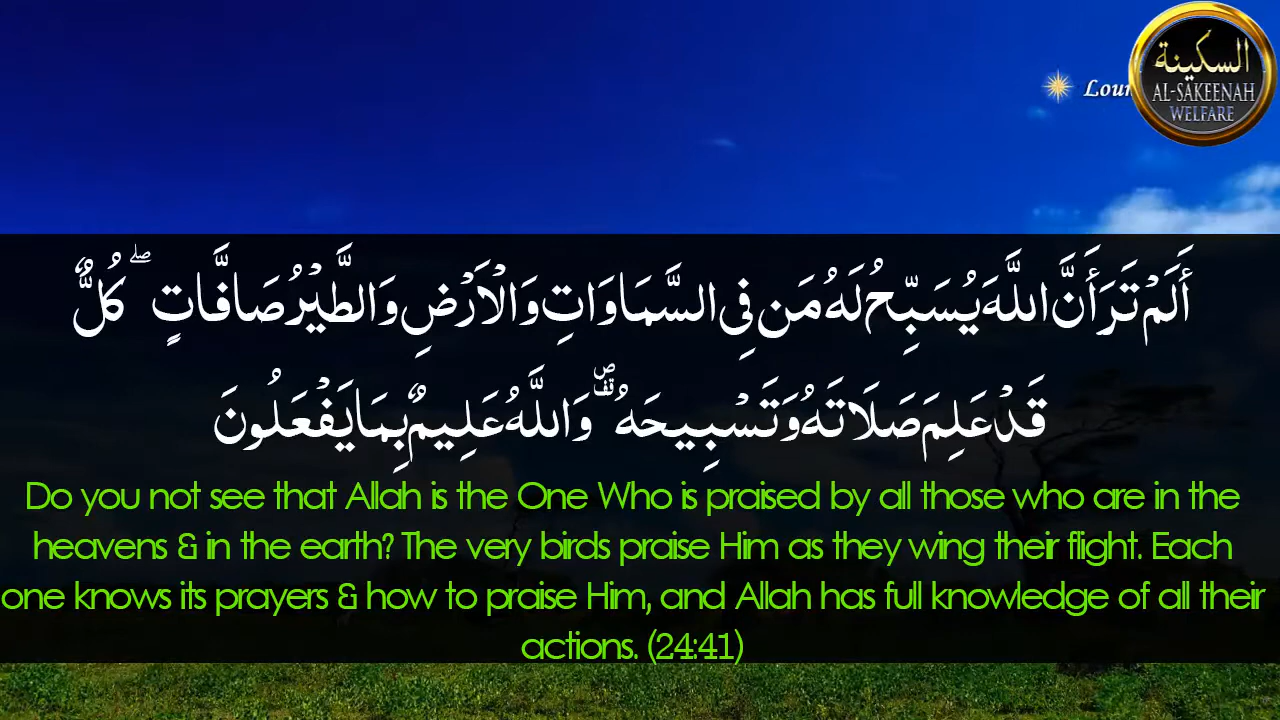 السكينة
AL-SAKEENAH
WELFARE
أَلَمْ تَرَ أَنَّ اللَّهَ يُسَبِّحُ لَهُ مَن فِي السَّمَاوَاتِ وَالْأَرْضِ وَالطَّيْرُ صَافَّاتٍ ۖ كُلٌّ
قَدْ عَلِمَ صَلَاتَهُ وَتَسْبِيحَهُ ۗ وَاللَّهُ عَلِيمٌ بِمَا يَفْعَلُونَ
Do you not see that Allah is the One Who is praised by all those who are in the
heavens & in the earth? The very birds praise Him as they wing their flight. Each
one knows its prayers & how to praise Him, and Allah has full knowledge of all their
actions. (24:41)